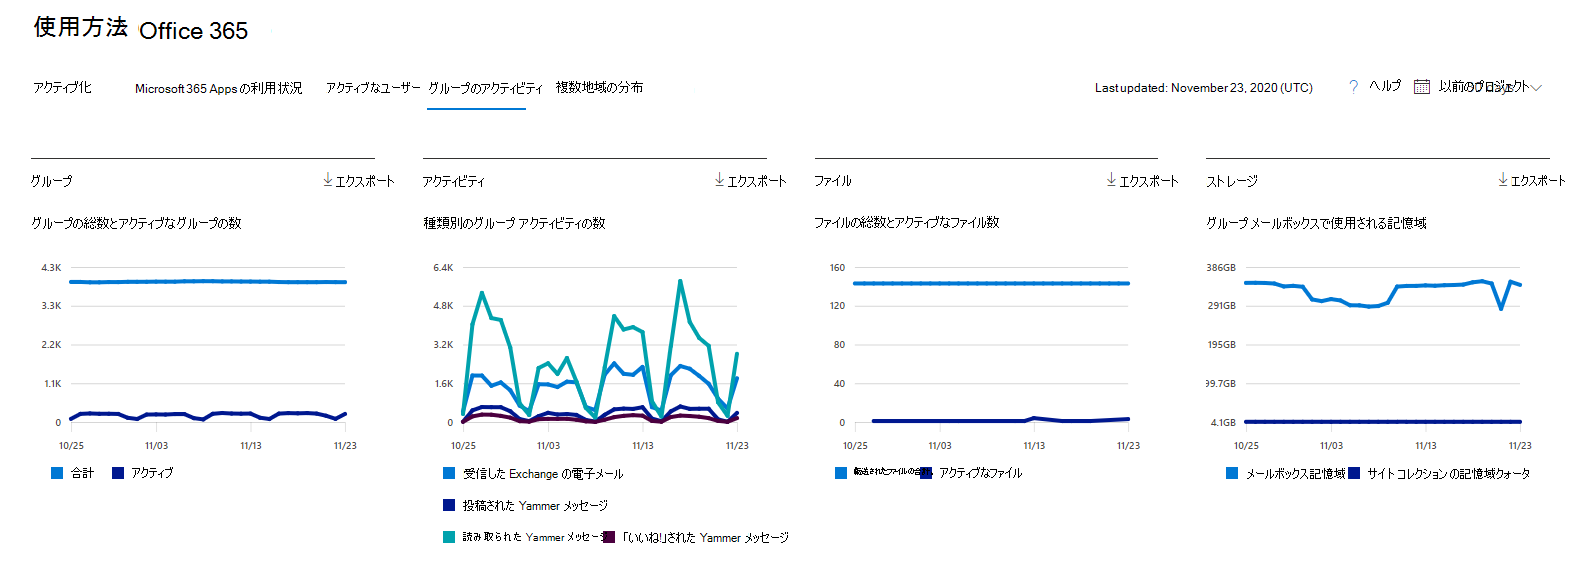 使用方法 Office 365
アクティブ化 Microsoft 365 Apps の利用状況 アクティブなユーザー グループのアクティビティ 複数地域の分布 Last updated: November 23, 2020 (UTC) ? ヘルプ 以前のプロジェクト
グループ エクスポート
グループの総数とアクティブなグループの数
4.3K
3.3K
2.2K
1.1K
0
10/25 11/03 11/13 11/23
合計 アクティブ
アクティビティ エクスポート
種類別のグループ アクティビティの数
6.4K
4.8K
3.2K
1.6K
0
10/25 11/03 11/13 11/23
受信した Exchange の電子メール
投稿された Yammer メッセージ
読み取られた Yammer メッセージ 「いいね!」された Yammer メッセージ
ファイル エクスポート
ファイルの総数とアクティブなファイル数
160
120
80
40
0
10/25 11/03 11/13 11/23
転送されたファイルの合計 アクティブなファイル
ストレージ エクスポート
グループ メールボックスで使用される記憶域
386GB
291GB
195GB
99.7GB
4.1GB
10/25 11/03 11/13 11/23
メールボックス記憶域 サイト コレクションの記憶域クォータ